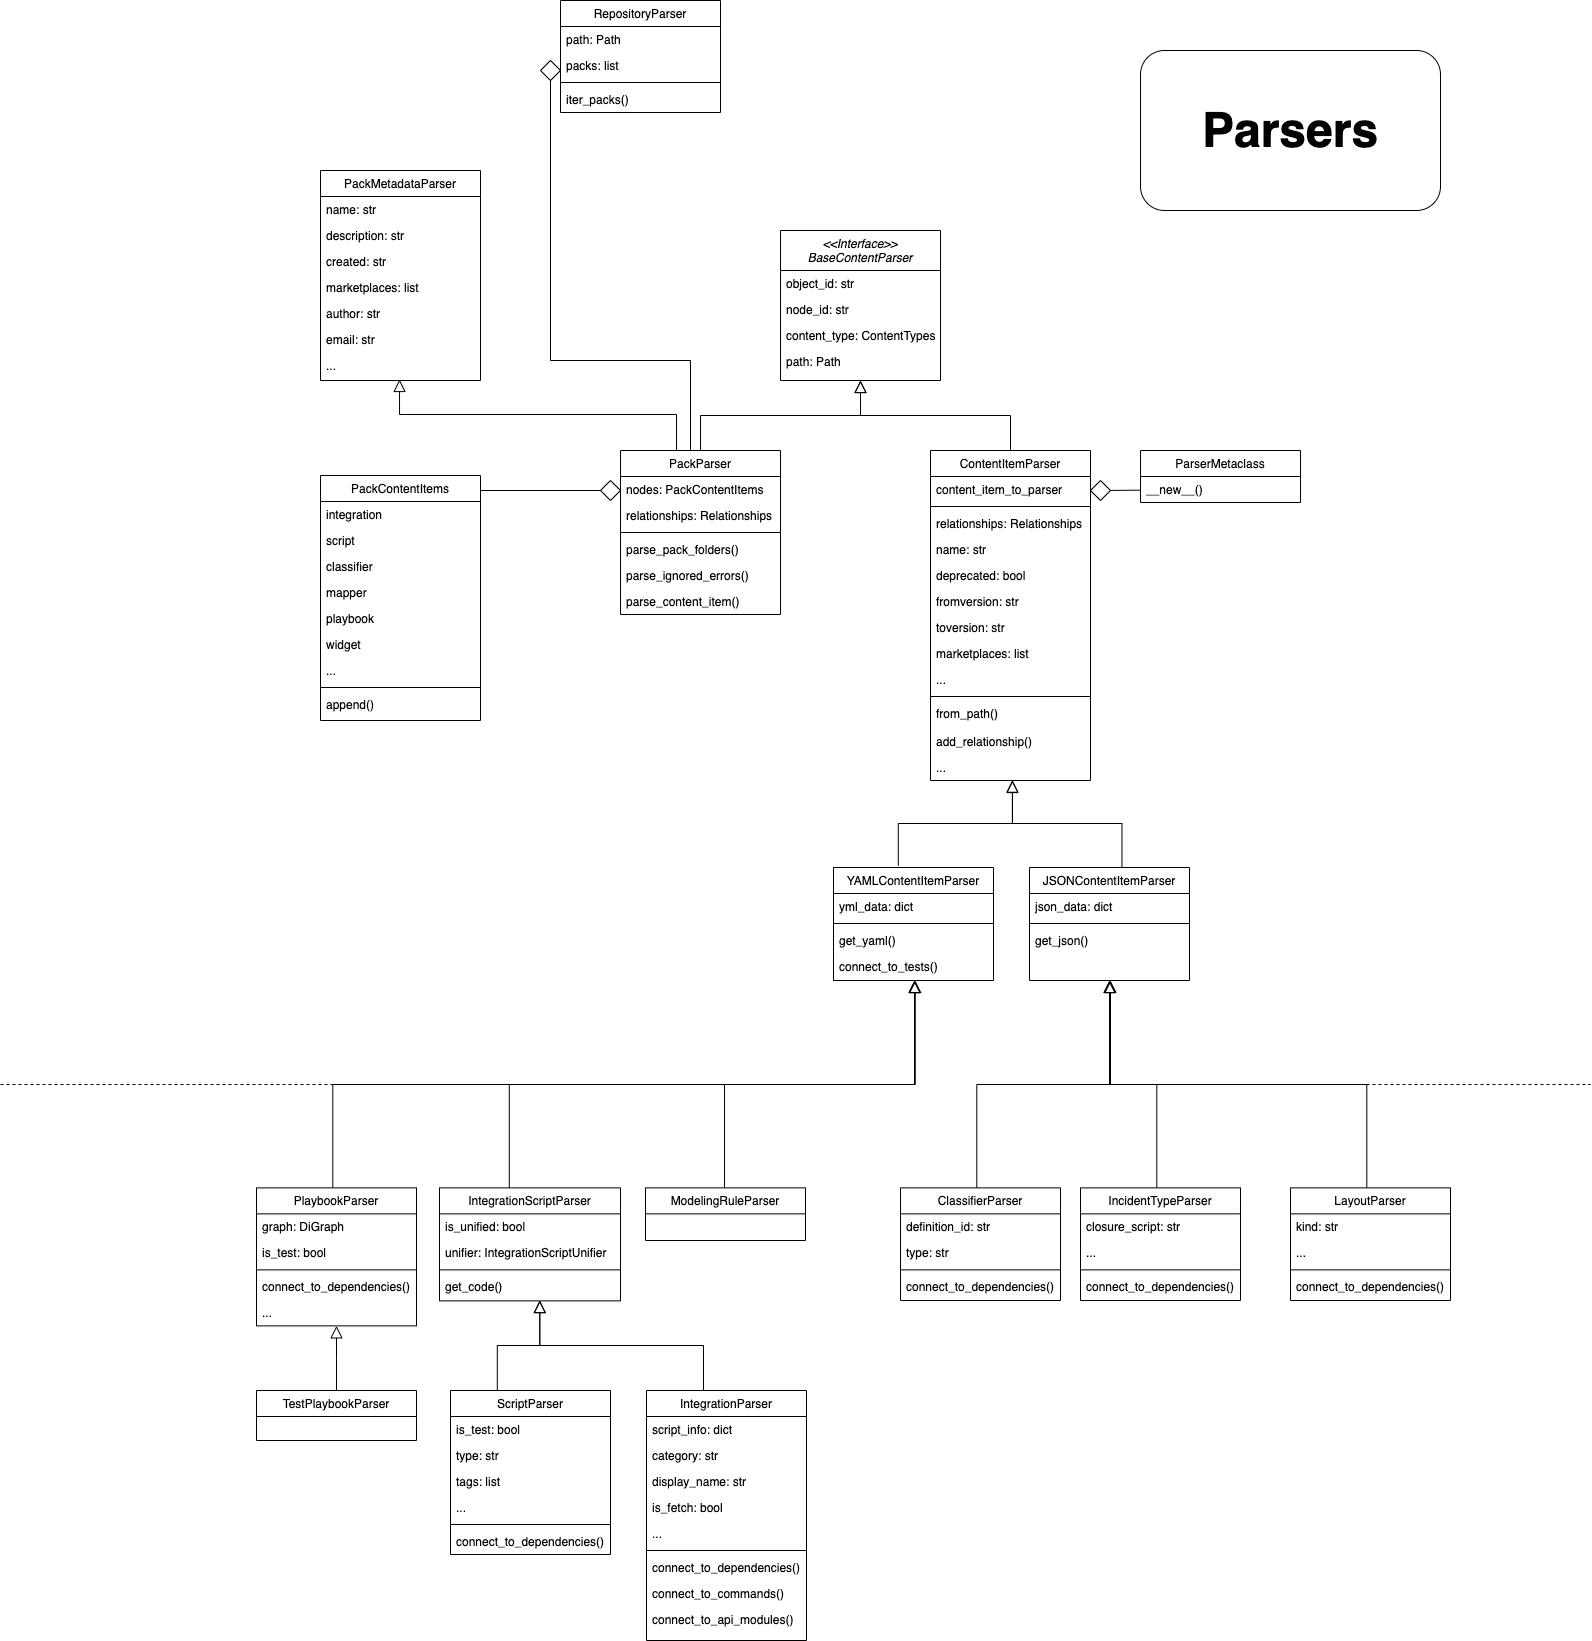 RepositoryParser
path: Path
packs: list
iter_packs()
Parsers
PackMetadataParser
name: str
description: str
created: str
marketplaces: list
author: str
email: str
...
<<Interface>>
BaseContentParser
object_id: str
node_id: str
content_type: ContentTypes
path: Path
PackContentItems
integration
script
classifier
mapper
playbook
widget
...
append()
PackParser
nodes: PackContentItems
relationships: Relationships
parse_pack_folders()
parse_ignored_errors()
parse_content_item()
ContentItemParser
content_item_to_parser
relationships: Relationships
name: str
deprecated: bool
fromversion: str
toversion: str
marketplaces: list
...
from_path()
add_relationship()
...
ParserMetaclass
__new__()
YAMLContentItemParser
yml_data: dict
get_yaml()
connect_to_tests()
JSONContentItemParser
json_data: dict
get_json()
PlaybookParser
graph: DiGraph
is_test: bool
connect_to_dependencies()
...
IntegrationScriptParser
is_unified: bool
unifier: IntegrationScriptUnifier
get_code()
ModelingRuleParser
ClassifierParser
definition_id: str
type: str
connect_to_dependencies()
IncidentTypeParser
closure_script: str
...
connect_to_dependencies()
LayoutParser
kind: str
...
connect_to_dependencies()
TestPlaybookParser
ScriptParser
is_test: bool
type: str
tags: list
...
connect_to_dependencies()
IntegrationParser
script_info: dict
category: str
display_name: str
is_fetch: bool
...
connect_to_dependencies()
connect_to_commands()
connect_to_api_modules()